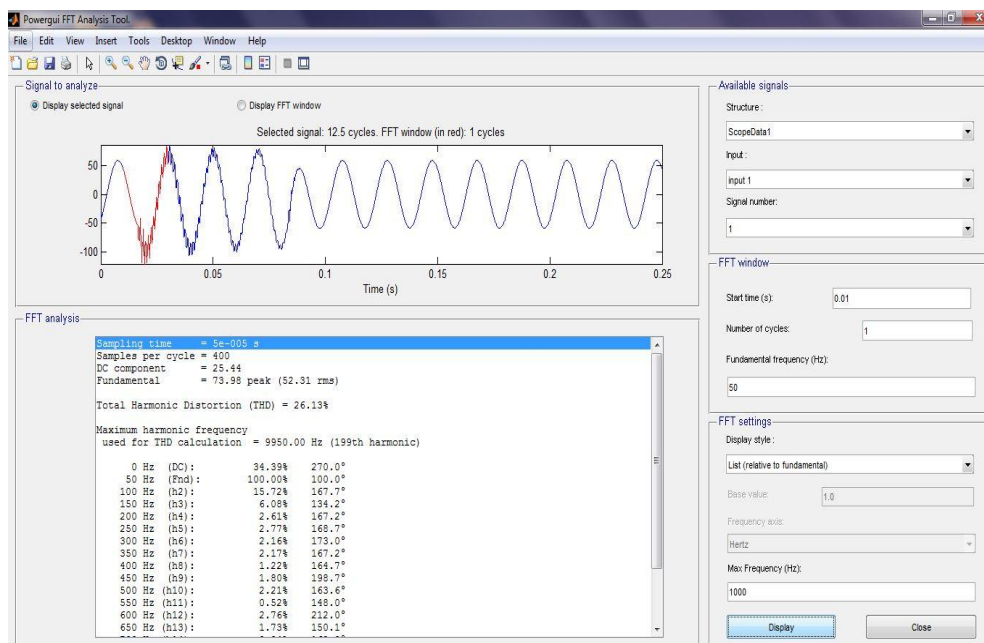 Powergui FFT Analysis Tool.
File Edit View Insert Tools Desktop Window Help
Signal to analyze
Display selected signal Display FFT window
Selected signal: 12.5 cycles. FFT window (in red): 1 cycles
50
0
-50
-100
0 0.05 0.1 0.15 0.2 0.25
Time (s)
FFT analysis
Sampling time = 5e-005 s
Samples per cycle = 400
DC component = 25.44
Fundamental = 73.98 peak (52.31 rms)
Total Harmonic Distortion (THD) = 26.13%
Maximum harmonic frequency
used for THD calculation = 9950.00 Hz (199th harmonic)
0 Hz (DC): 34.39% 270.0°
50 Hz (Fnd): 100.00% 100.0°
100 Hz (h2): 15.72% 167.7°
150 Hz (h3): 6.08% 134.2°
200 Hz (h4): 2.61% 167.2°
250 Hz (h5): 2.77% 168.7°
300 Hz (h6): 2.16% 173.0°
350 Hz (h7): 2.17% 167.2°
400 Hz (h8): 1.22% 164.7°
450 Hz (h9): 1.80% 198.7°
500 Hz (h10): 2.21% 163.6°
550 Hz (h11): 0.52% 148.0°
600 Hz (h12): 2.76% 212.0°
650 Hz (h13): 1.73% 150.1°
Available signals
Structure :
ScopeData1
Input :
input 1
Signal number:
1
FFT window
Start time (s): 0.01
Number of cycles: 1
Fundamental frequency (Hz):
50
FFT settings
Display style :
List (relative to fundamental)
Base value: 1.0
Frequency axis:
Hertz
Max Frequency (Hz):
1000
Display Close